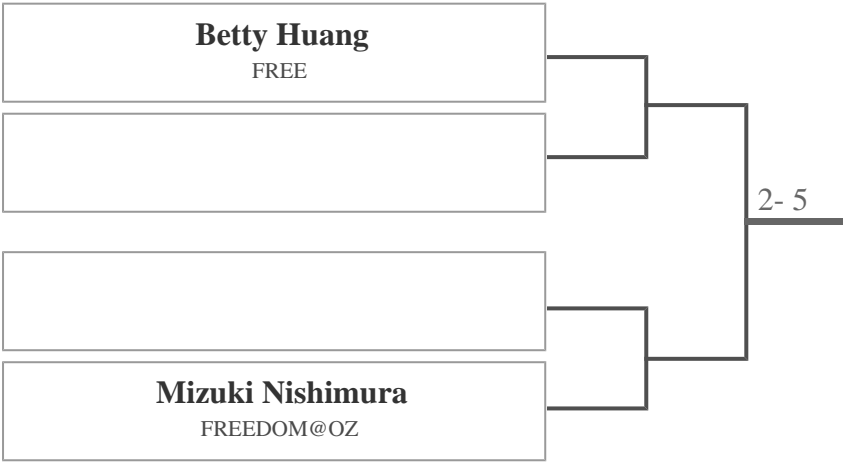 Betty Huang
FREE
2- 5
Mizuki Nishimura
FREEDOM@OZ